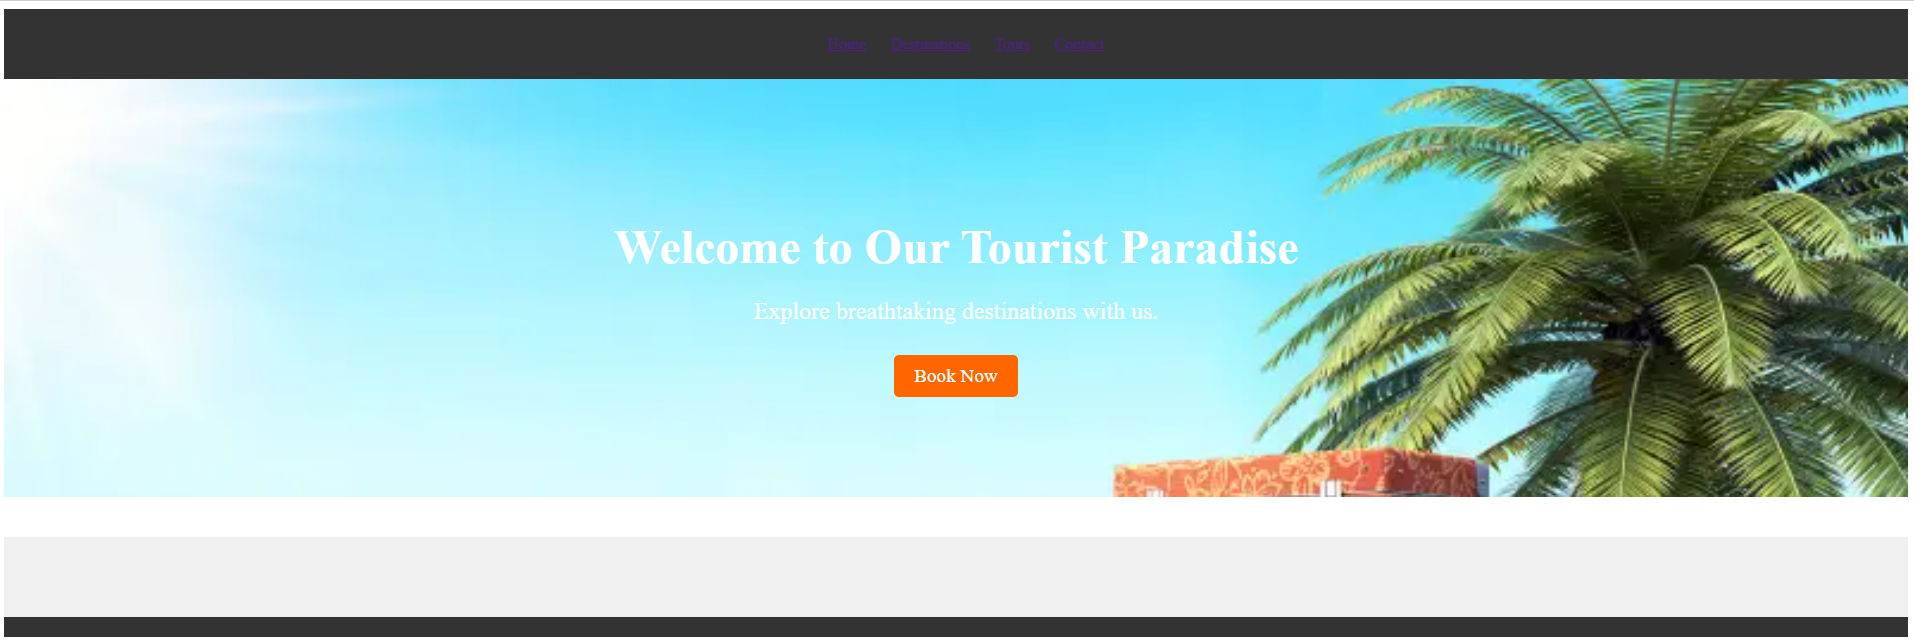 Home Destinations Tours Contact
Welcome to Our Tourist Paradise
Explore breathtaking destinations with us.
Book Now